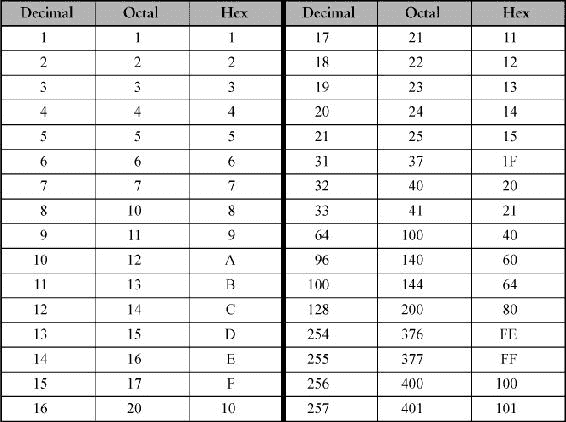 Decimal Octal Hex Decimal Octal Hex
1 1 1 17 21 11
2 2 2 18 22 12
3 3 3 19 23 13
4 4 4 20 24 14
5 5 5 21 25 15
6 6 6 31 37 1F
7 7 7 32 40 20
8 10 8 33 41 21
9 11 9 64 100 40
10 12 A 96 140 60
11 13 B 100 144 64
12 14 C 128 200 80
13 15 D 254 376 FE
14 16 E 255 377 FF
15 17 F 256 400 100
16 20 10 257 401 101